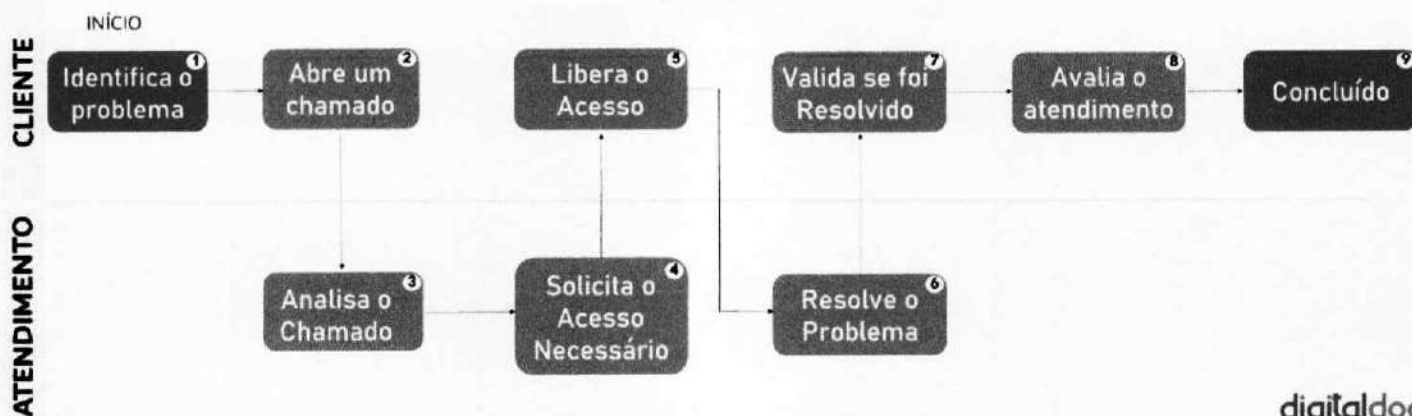 INÍCIO
CLIENTE
1
Identifica o
problema
2
Abre um
chamado
5
Libera o
Acesso
7
Valida se foi
Resolvido
8
Avalia o
atendimento
9
Concluído
ATENDIMENTO
3
Analisa o
Chamado
4
Solicita o
Acesso
Necessário
6
Resolve o
Problema
digitaldoc